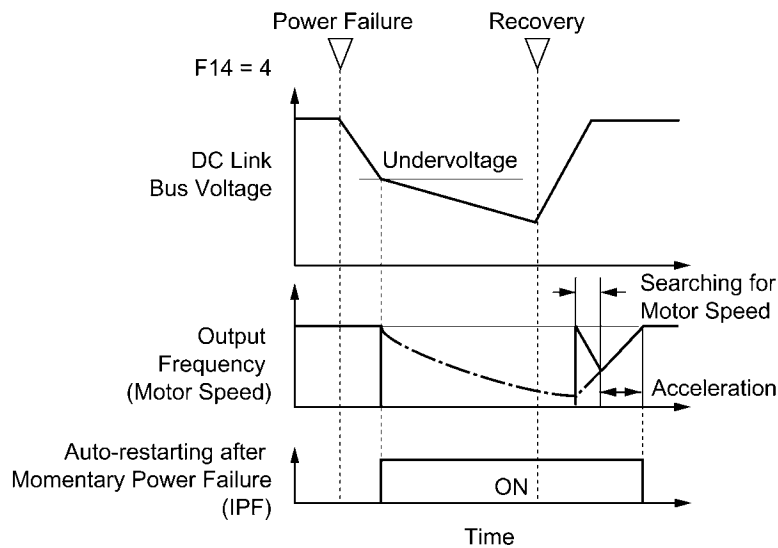 Power Failure
Recovery
F14 = 4
DC Link
Bus Voltage
Undervoltage
Searching for
Motor Speed
Output
Frequency
(Motor Speed)
Acceleration
Auto-restarting after
Momentary Power Failure
(IPF)
ON
Time